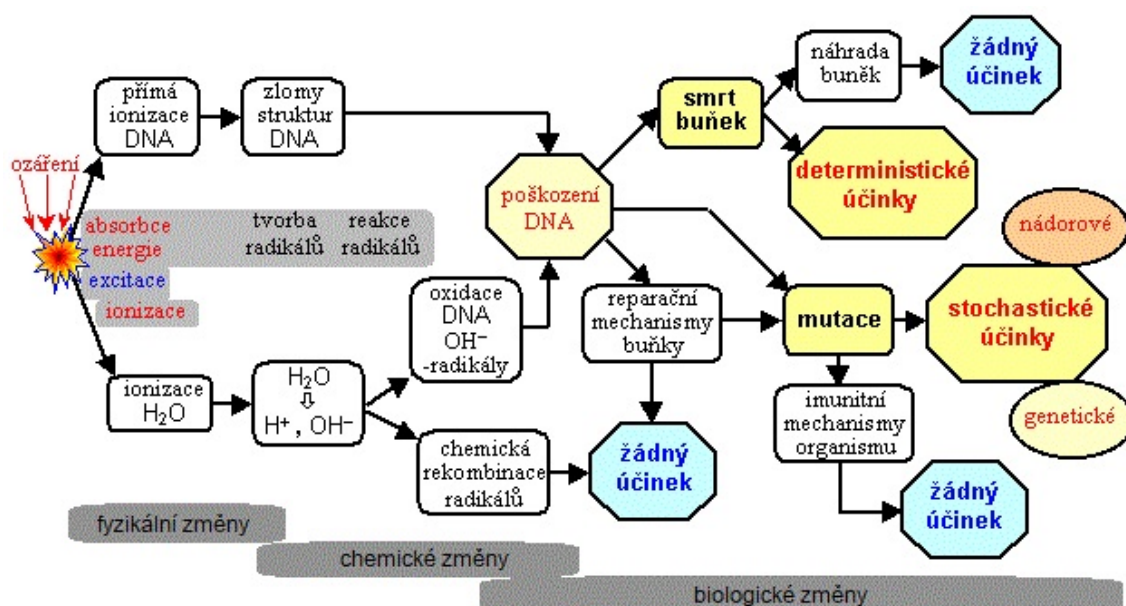 ozáření
absorbce
energie
excitace
ionizace
tvorba
radikálů
reakce
radikálů
přímá
ionizace
DNA
zlomy
struktur
DNA
ionizace
H₂O
H₂O
⇩
H⁺ , OH⁻
oxidace
DNA
OH⁻
-radikály
chemická
rekombinace
radikálů
poškození
DNA
smrt
buňek
náhrada
buněk
žádný
účinek
deterministické
účinky
reparační
mechanismy
buňky
žádný
účinek
mutace
stochastické
účinky
nádorové
genetické
imunitní
mechanismy
organismu
žádný
účinek
fyzikální změny
chemické změny
biologické změny